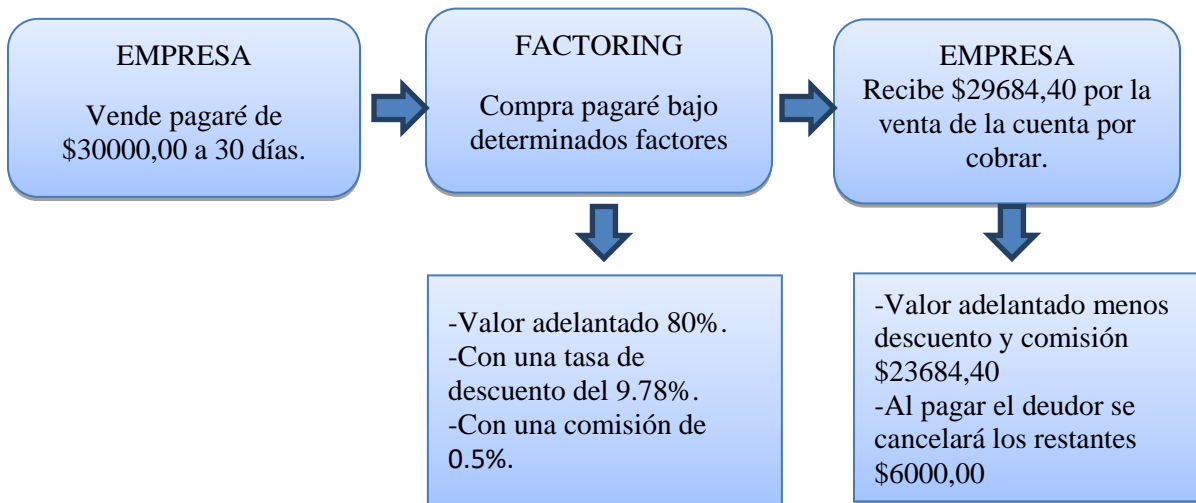 EMPRESA
Vende pagaré de
$30000,00 a 30 días.
FACTORING
Compra pagaré bajo
determinados factores
EMPRESA
Recibe $29684,40 por la
venta de la cuenta por
cobrar.
-Valor adelantado 80%.
-Con una tasa de
descuento del 9.78%.
-Con una comisión de
0.5%.
-Valor adelantado menos
descuento y comisión
$23684,40
-Al pagar el deudor se
cancelará los restantes
$6000,00